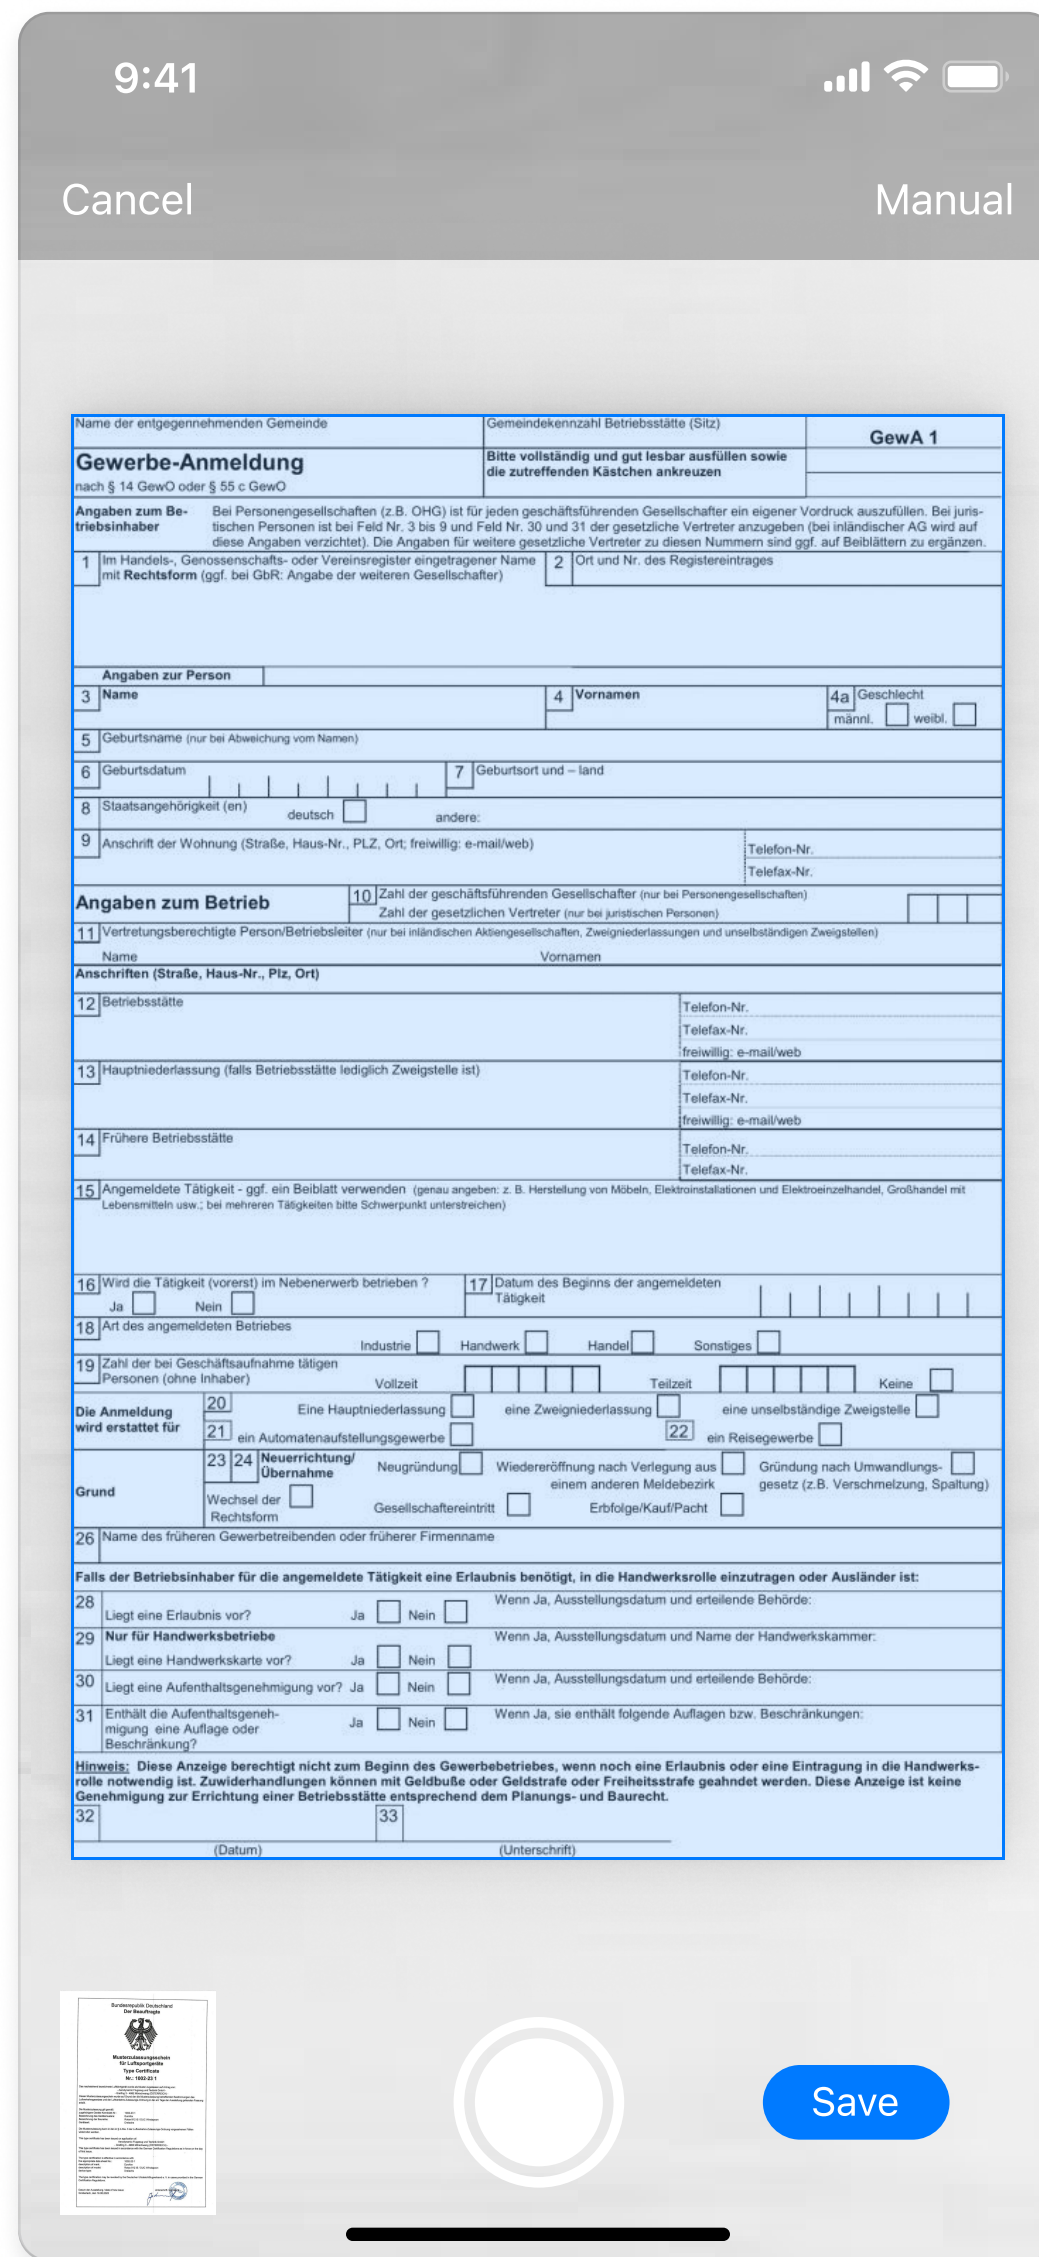 9:41
Cancel
Manual
Name der entgegennehmenden Gemeinde
Gemeindekennzahl Betriebsstätte (Sitz)
GewA 1
Gewerbe-Anmeldung
nach § 14 GewO oder § 55 c GewO
Bitte vollständig und gut lesbar ausfüllen sowie
die zutreffenden Kästchen ankreuzen
Angaben zum Be-
triebsinhaber
Bei Personengesellschaften (z.B. OHG) ist für jeden geschäftsführenden Gesellschafter ein eigener Vordruck auszufüllen. Bei juris-
tischen Personen ist bei Feld Nr. 3 bis 9 und Feld Nr. 30 und 31 der gesetzliche Vertreter anzugeben (bei inländischer AG wird auf
diese Angaben verzichtet). Die Angaben für weitere gesetzliche Vertreter zu diesen Nummern sind ggf. auf Beiblättern zu ergänzen.
1 Im Handels-, Genossenschafts- oder Vereinsregister eingetragener Name
mit Rechtsform (ggf. bei GbR: Angabe der weiteren Gesellschafter)
2 Ort und Nr. des Registereintrages
Angaben zur Person
3 Name
4 Vornamen
4a Geschlecht
männl. weibl.
5 Geburtsname (nur bei Abweichung vom Namen)
6 Geburtsdatum
7 Geburtsort und – land
8 Staatsangehörigkeit (en)
deutsch andere:
9 Anschrift der Wohnung (Straße, Haus-Nr., PLZ, Ort; freiwillig: e-mail/web)
Telefon-Nr.
Telefax-Nr.
Angaben zum Betrieb
10 Zahl der geschäftsführenden Gesellschafter (nur bei Personengesellschaften)
Zahl der gesetzlichen Vertreter (nur bei juristischen Personen)
11 Vertretungsberechtigte Person/Betriebsleiter (nur bei inländischen Aktiengesellschaften, Zweigniederlassungen und unselbständigen Zweigstellen)
Name Vornamen
Anschriften (Straße, Haus-Nr., Plz, Ort)
12 Betriebsstätte
Telefon-Nr.
Telefax-Nr.
freiwillig: e-mail/web
13 Hauptniederlassung (falls Betriebsstätte lediglich Zweigstelle ist)
Telefon-Nr.
Telefax-Nr.
freiwillig: e-mail/web
14 Frühere Betriebsstätte
Telefon-Nr.
Telefax-Nr.
15 Angemeldete Tätigkeit - ggf. ein Beiblatt verwenden (genau angeben: z. B. Herstellung von Möbeln, Elektroinstallationen und Elektroeinzelhandel, Großhandel mit
Lebensmitteln usw.; bei mehreren Tätigkeiten bitte Schwerpunkt unterstreichen)
16 Wird die Tätigkeit (vorerst) im Nebenerwerb betrieben ?
Ja Nein
17 Datum des Beginns der angemeldeten
Tätigkeit
18 Art des angemeldeten Betriebes
Industrie Handwerk Handel Sonstiges
19 Zahl der bei Geschäftsaufnahme tätigen
Personen (ohne Inhaber)
Vollzeit Teilzeit Keine
Die Anmeldung
wird erstattet für
20 Eine Hauptniederlassung eine Zweigniederlassung eine unselbständige Zweigstelle
21 ein Automatenaufstellungsgewerbe 22 ein Reisegewerbe
Grund
23 24 Neuerrichtung/
Übernahme
Neugründung
Wiedereröffnung nach Verlegung aus
einem anderen Meldebezirk
Gründung nach Umwandlungs-
gesetz (z.B. Verschmelzung, Spaltung)
Wechsel der
Rechtsform
Gesellschaftereintritt Erbfolge/Kauf/Pacht
26 Name des früheren Gewerbetreibenden oder früherer Firmenname
Falls der Betriebsinhaber für die angemeldete Tätigkeit eine Erlaubnis benötigt, in die Handwerksrolle einzutragen oder Ausländer ist:
28 Liegt eine Erlaubnis vor? Ja Nein
Wenn Ja, Ausstellungsdatum und erteilende Behörde:
29 Nur für Handwerksbetriebe
Liegt eine Handwerkskarte vor? Ja Nein
Wenn Ja, Ausstellungsdatum und Name der Handwerkskammer:
30 Liegt eine Aufenthaltsgenehmigung vor? Ja Nein
Wenn Ja, Ausstellungsdatum und erteilende Behörde:
31 Enthält die Aufenthaltsgeneh-
migung eine Auflage oder
Beschränkung?
Ja Nein
Wenn Ja, sie enthält folgende Auflagen bzw. Beschränkungen:
Hinweis: Diese Anzeige berechtigt nicht zum Beginn des Gewerbebetriebes, wenn noch eine Erlaubnis oder eine Eintragung in die Handwerks-
rolle notwendig ist. Zuwiderhandlungen können mit Geldbuße oder Geldstrafe oder Freiheitsstrafe geahndet werden. Diese Anzeige ist keine
Genehmigung zur Errichtung einer Betriebsstätte entsprechend dem Planungs- und Baurecht.
32 33
(Datum) (Unterschrift)
Bundesrepublik Deutschland
Der Beauftragte
Musterzulassungsschein
für Luftsportgeräte
Type Certificate
Nr.: 1002-23 1
Save